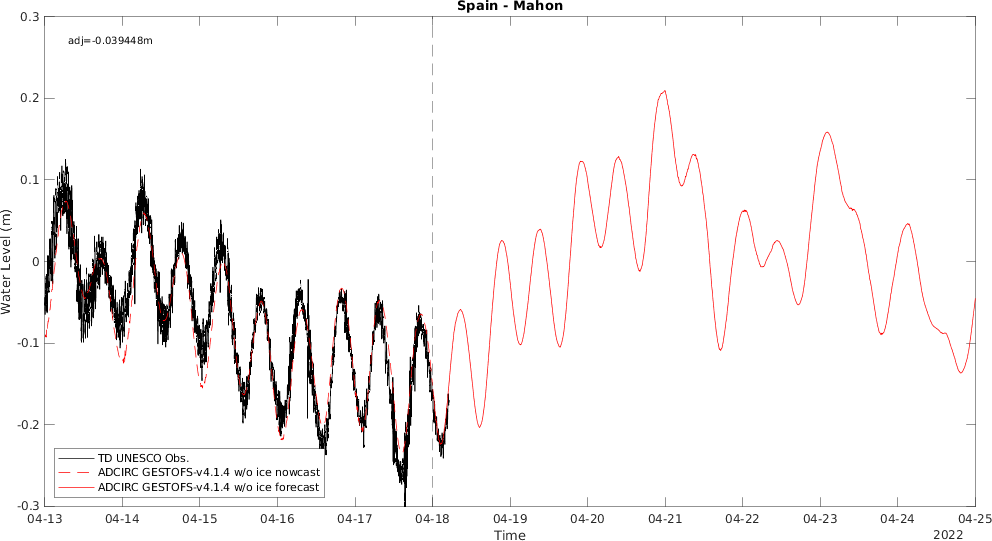 Spain - Mahon
0.3
0.2
0.1
0
-0.1
-0.2
-0.3
Water Level (m)
adj=-0.039448m
TD UNESCO Obs.
ADCIRC GESTOFS-v4.1.4 w/o ice nowcast
ADCIRC GESTOFS-v4.1.4 w/o ice forecast
04-13 04-14 04-15 04-16 04-17 04-18 04-19 04-20 04-21 04-22 04-23 04-24 04-25
Time
2022